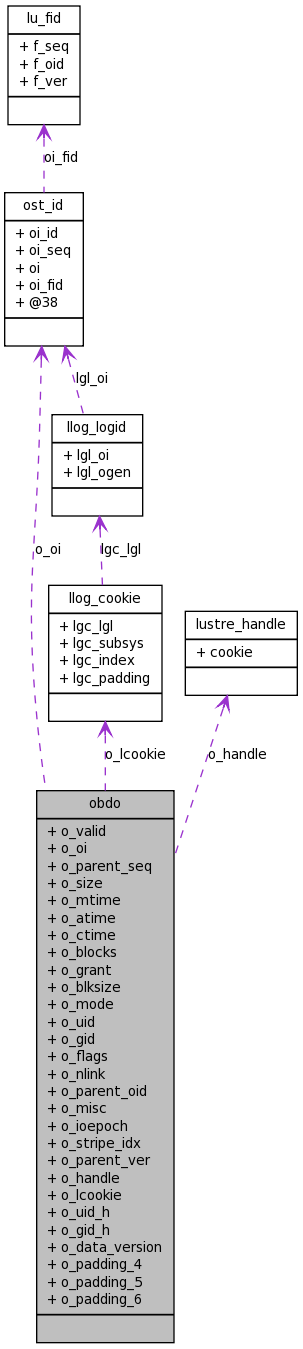 lu_fid
+ f_seq
+ f_oid
+ f_ver
oi_fid
ost_id
+ oi_id
+ oi_seq
+ oi
+ oi_fid
+ @38
lgl_oi
llog_logid
+ lgl_oi
+ lgl_ogen
o_oi
lgc_lgl
llog_cookie
+ lgc_lgl
+ lgc_subsys
+ lgc_index
+ lgc_padding
lustre_handle
+ cookie
o_lcookie
o_handle
obdo
+ o_valid
+ o_oi
+ o_parent_seq
+ o_size
+ o_mtime
+ o_atime
+ o_ctime
+ o_blocks
+ o_grant
+ o_blksize
+ o_mode
+ o_uid
+ o_gid
+ o_flags
+ o_nlink
+ o_parent_oid
+ o_misc
+ o_ioepoch
+ o_stripe_idx
+ o_parent_ver
+ o_handle
+ o_lcookie
+ o_uid_h
+ o_gid_h
+ o_data_version
+ o_padding_4
+ o_padding_5
+ o_padding_6